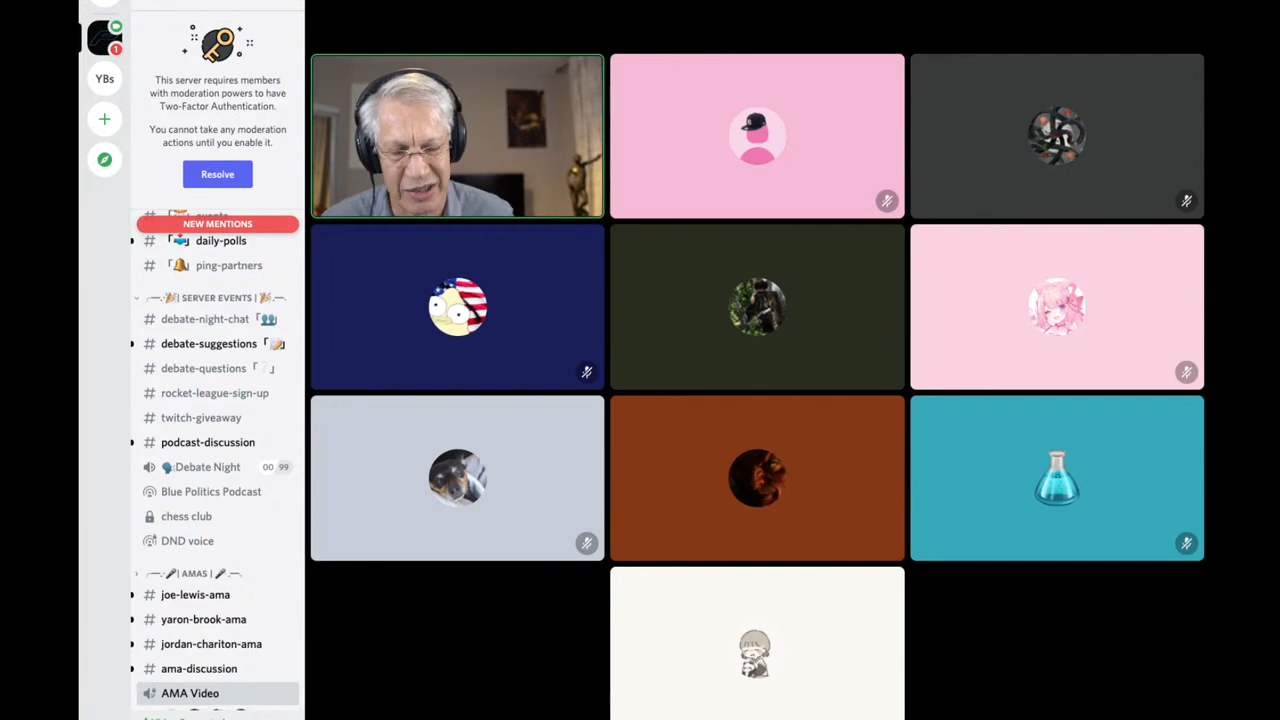 1
YBs
This server requires members
with moderation powers to have
Two-Factor Authentication.
You cannot take any moderation
actions until you enable it.
Resolve
events
NEW MENTIONS
daily-polls
ping-partners
SERVER EVENTS
debate-night-chat
debate-suggestions
debate-questions
rocket-league-sign-up
twitch-giveaway
podcast-discussion
Debate Night 00 99
Blue Politics Podcast
chess club
DND voice
AMAS
joe-lewis-ama
yaron-brook-ama
jordan-chariton-ama
ama-discussion
AMA Video